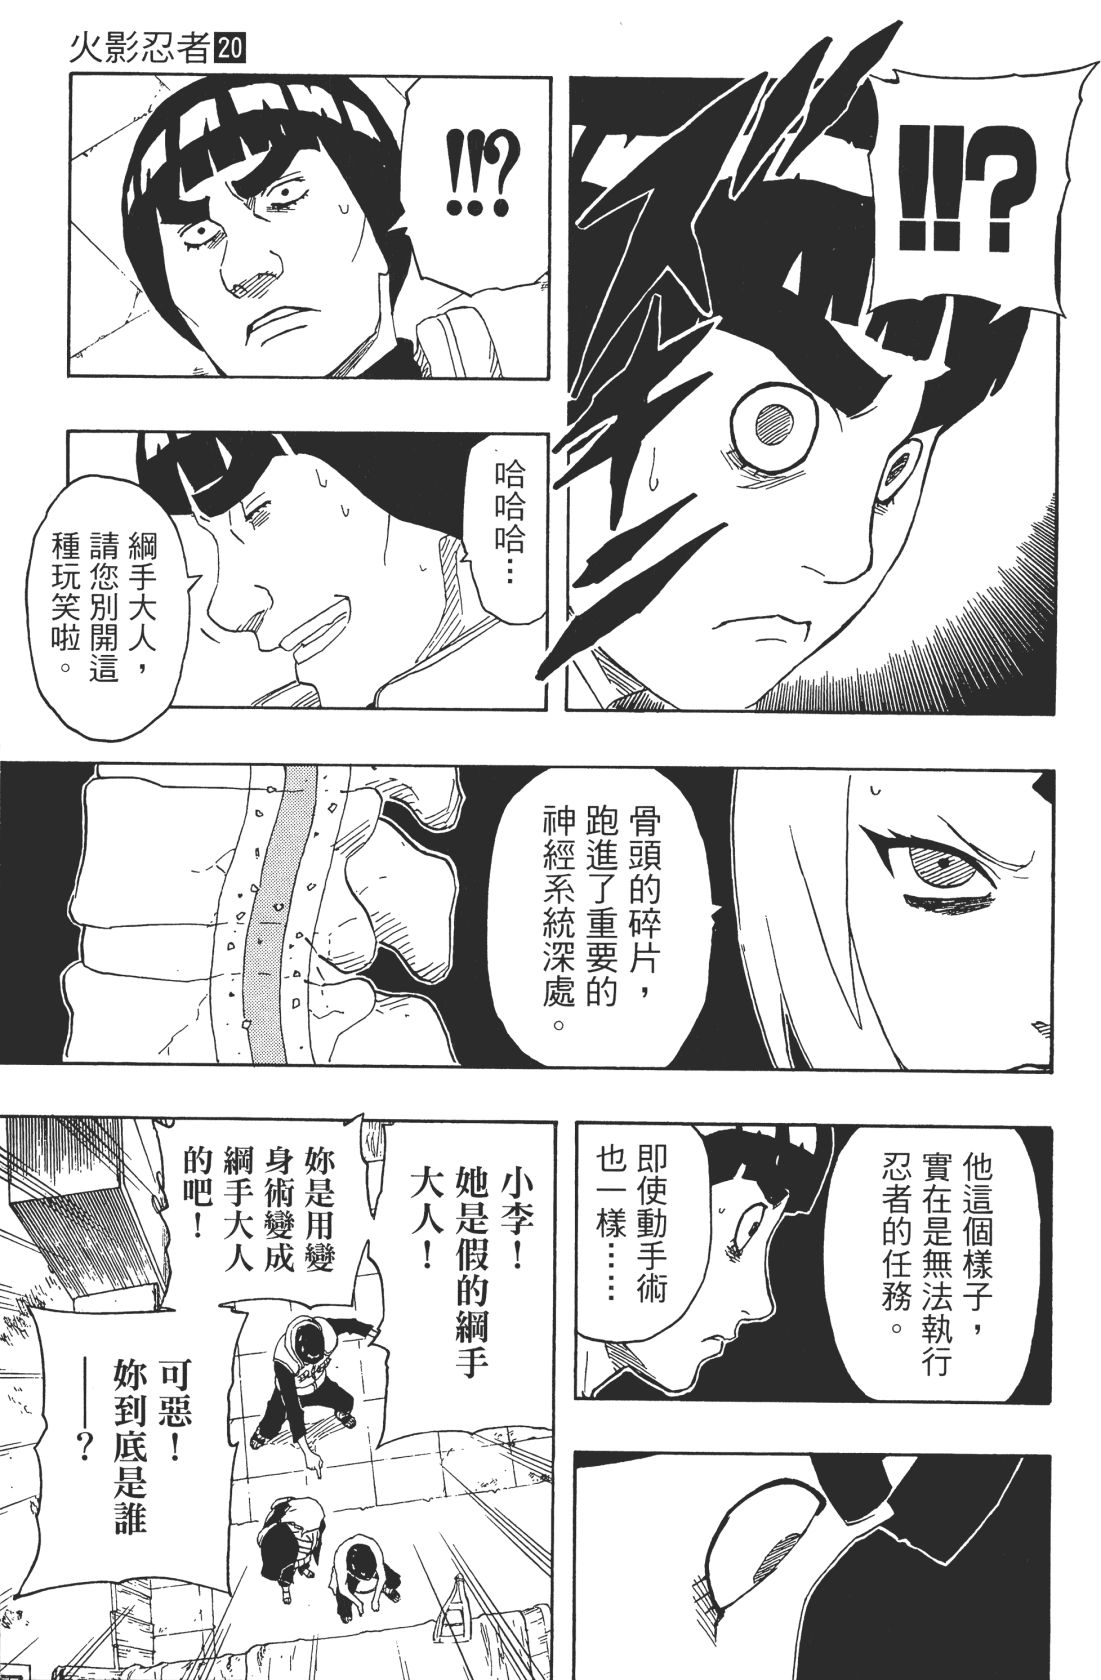 火影忍者20
!!?
!!?
哈哈哈…
綱手大人，
請您別開這
種玩笑啦。
骨頭的碎片，
跑進了重要的
神經系統深處。
他這個樣子，
實在是無法執行
忍者的任務。
即使動手術
也一樣……
小李！
她是假的綱手
大人！
妳是用變
身術變成
綱手大人
的吧！
可惡！
妳到底是誰
——？